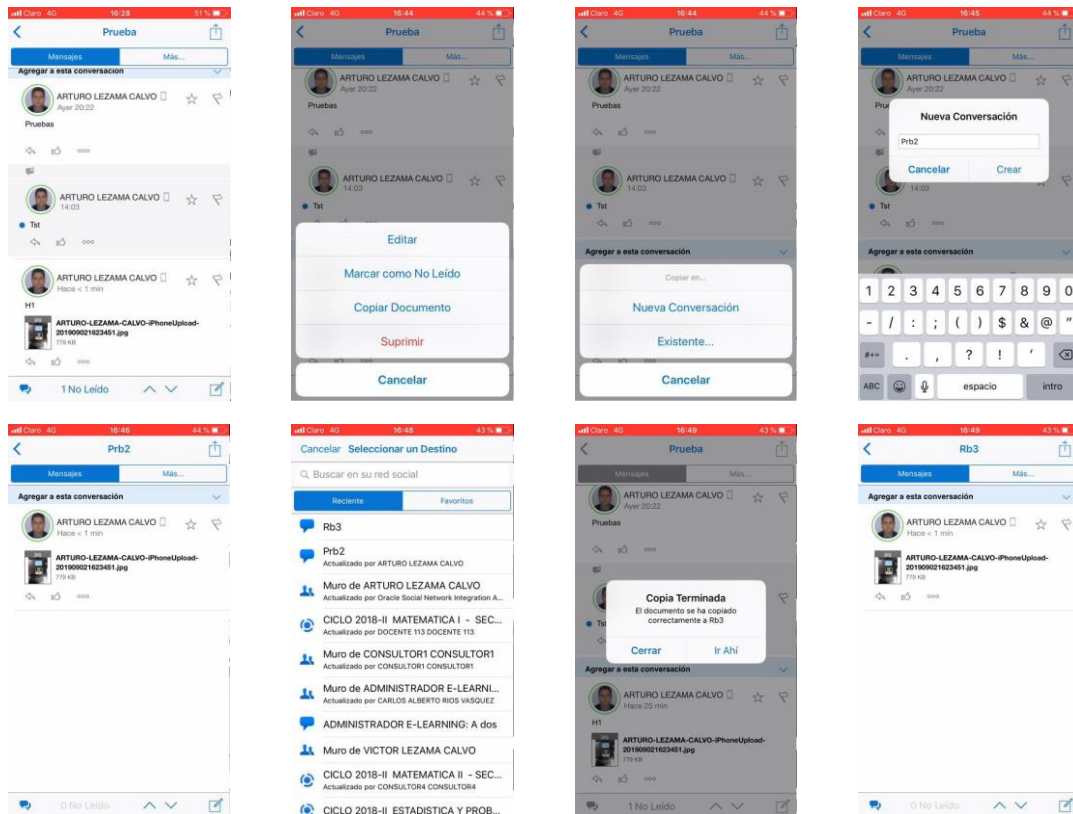 Claro 4G 16:28 51 %
Prueba
Mensajes Más...
Agregar a esta conversación
ARTURO LEZAMA CALVO
Ayer 20:22
Pruebas
ARTURO LEZAMA CALVO
14:03
Tst
ARTURO LEZAMA CALVO
Hace < 1 min
H1
ARTURO-LEZAMA-CALVO-iPhoneUpload-
201909021623451.jpg
779 KB
1 No Leído
Claro 4G 16:44 44 %
Prueba
Mensajes Más...
ARTURO LEZAMA CALVO
Ayer 20:22
Pruebas
ARTURO LEZAMA CALVO
14:03
Tst
Editar
Marcar como No Leído
Copiar Documento
Suprimir
Cancelar
Claro 4G 16:44 44 %
Prueba
Mensajes Más...
ARTURO LEZAMA CALVO
Ayer 20:22
Pruebas
ARTURO LEZAMA CALVO
14:03
Tst
Agregar a esta conversación
Copiar en...
Nueva Conversación
Existente...
Cancelar
Claro 4G 16:45 44 %
Prueba
Mensajes Más...
ARTURO LEZAMA CALVO
Ayer 20:22
Nueva Conversación
Prb2
Cancelar Crear
14:03
Tst
Agregar a esta conversación
1 2 3 4 5 6 7 8 9 0
- / : ; ( ) $ & @ "
#+= . , ? ! '
ABC espacio intro
Claro 4G 16:46 44 %
Prb2
Mensajes Más...
Agregar a esta conversación
ARTURO LEZAMA CALVO
Hace < 1 min
ARTURO-LEZAMA-CALVO-iPhoneUpload-
201909021623451.jpg
779 KB
0 No Leído
Claro 4G 16:48 43 %
Cancelar Seleccionar un Destino
Buscar en su red social
Reciente Favoritos
Rb3
Prb2
Actualizado por ARTURO LEZAMA CALVO
Muro de ARTURO LEZAMA CALVO
Actualizado por Oracle Social Network Integration A...
CICLO 2018-II MATEMATICA I - SEC...
Actualizado por DOCENTE 113 DOCENTE 113
Muro de CONSULTOR1 CONSULTOR1
Actualizado por CONSULTOR1 CONSULTOR1
Muro de ADMINISTRADOR E-LEARNI...
Actualizado por CARLOS ALBERTO RIOS VASQUEZ
ADMINISTRADOR E-LEARNING: A dos
Muro de VICTOR LEZAMA CALVO
CICLO 2018-II MATEMATICA II - SEC...
Actualizado por CONSULTOR4 CONSULTOR4
CICLO 2018-II ESTADISTICA Y PROB...
Claro 4G 16:49 43 %
Prueba
Mensajes Más...
ARTURO LEZAMA CALVO
Ayer 20:22
Pruebas
Copia Terminada
El documento se ha copiado
correctamente a Rb3
Cerrar Ir Ahí
Agregar a esta conversación
ARTURO LEZAMA CALVO
Hace 25 min
H1
ARTURO-LEZAMA-CALVO-iPhoneUpload-
201909021623451.jpg
779 KB
1 No Leído
Claro 4G 16:49 43 %
Rb3
Mensajes Más...
Agregar a esta conversación
ARTURO LEZAMA CALVO
Hace < 1 min
ARTURO-LEZAMA-CALVO-iPhoneUpload-
201909021623451.jpg
779 KB
0 No Leído